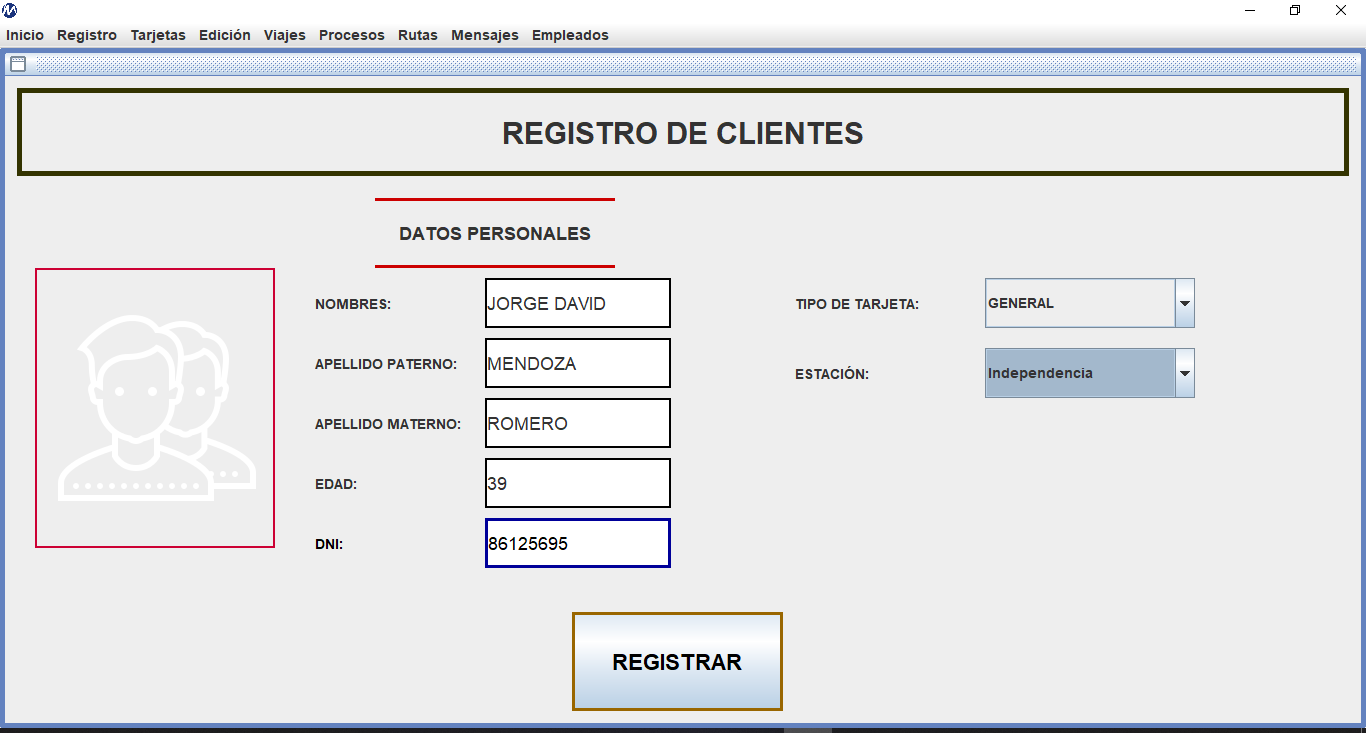 Inicio Registro Tarjetas Edición Viajes Procesos Rutas Mensajes Empleados
REGISTRO DE CLIENTES
DATOS PERSONALES
NOMBRES: JORGE DAVID
APELLIDO PATERNO: MENDOZA
APELLIDO MATERNO: ROMERO
EDAD: 39
DNI: 86125695
TIPO DE TARJETA: GENERAL
ESTACIÓN: Independencia
REGISTRAR